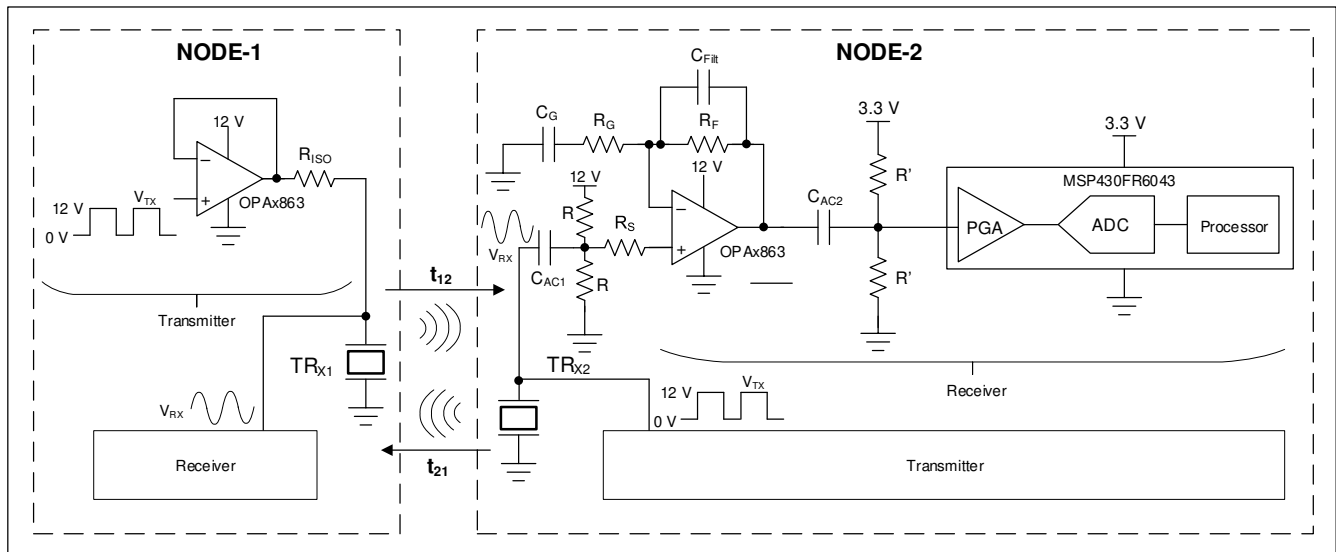 NODE-1
12 V
R_ISO
V_TX
12 V
0 V
OPAx863
Transmitter
TR_X1
V_RX
Receiver
t_12
t_21
NODE-2
C_Filt
C_G
R_G
R_F
12 V
12 V
R
R_S
V_RX
C_AC1
R
OPAx863
C_AC2
3.3 V
R'
R'
3.3 V
MSP430FR6043
PGA
ADC
Processor
Receiver
TR_X2
12 V
V_TX
0 V
Transmitter